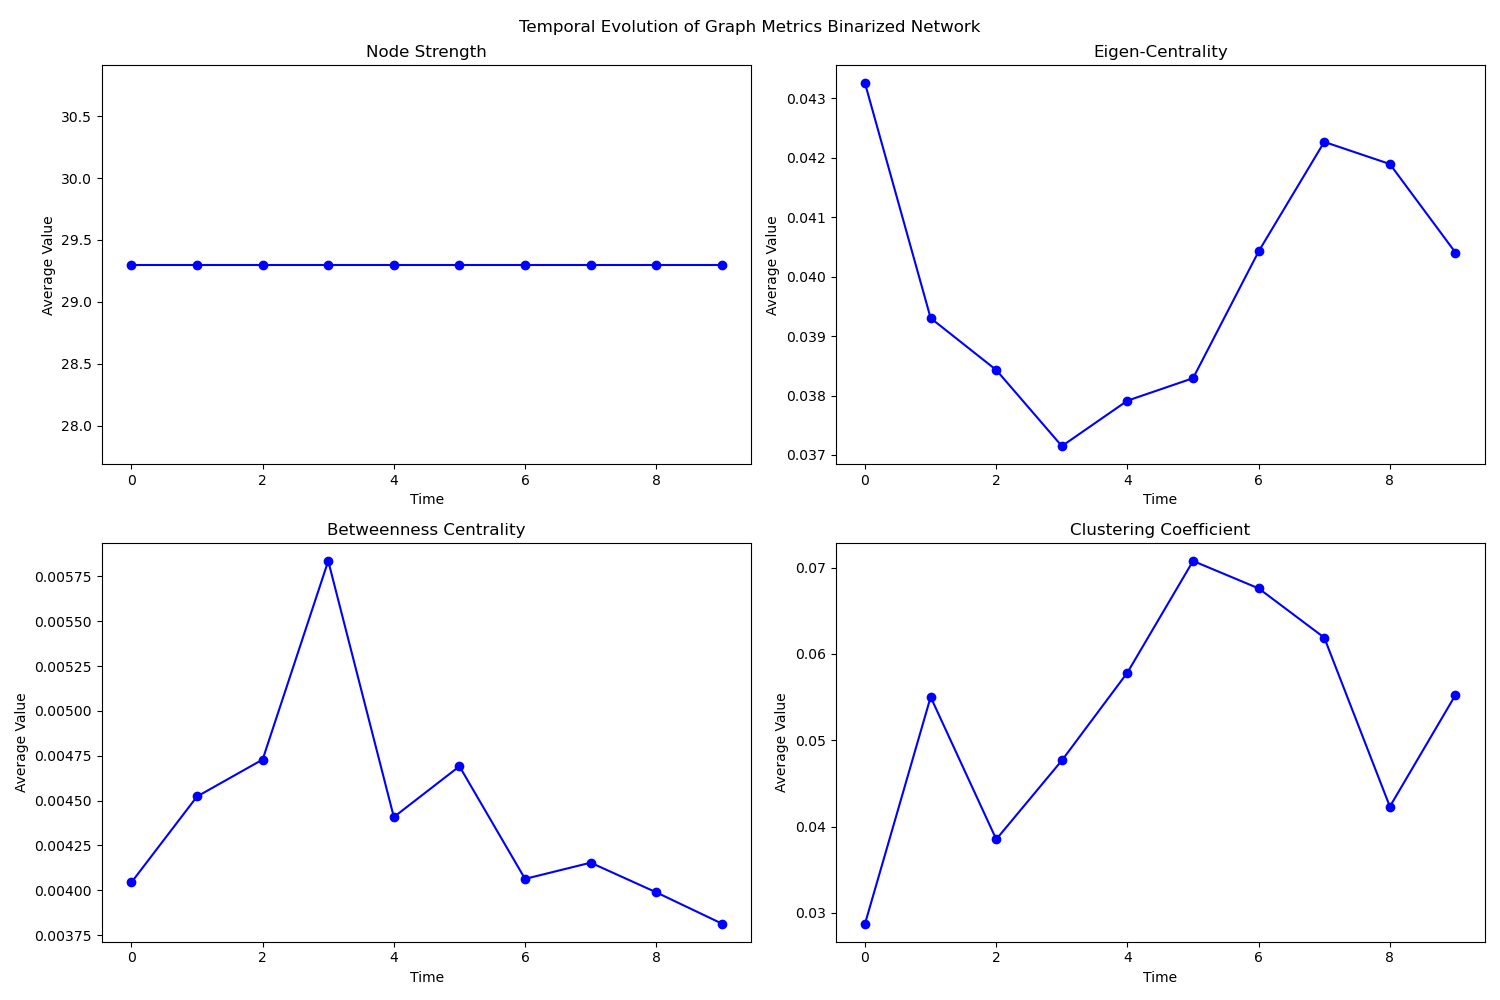 Temporal Evolution of Graph Metrics Binarized Network
Node Strength
Average Value
30.5
30.0
29.5
29.0
28.5
28.0
0 2 4 6 8
Time
Eigen-Centrality
Average Value
0.043
0.042
0.041
0.040
0.039
0.038
0.037
0 2 4 6 8
Time
Betweenness Centrality
Average Value
0.00575
0.00550
0.00525
0.00500
0.00475
0.00450
0.00425
0.00400
0.00375
0 2 4 6 8
Time
Clustering Coefficient
Average Value
0.07
0.06
0.05
0.04
0.03
0 2 4 6 8
Time